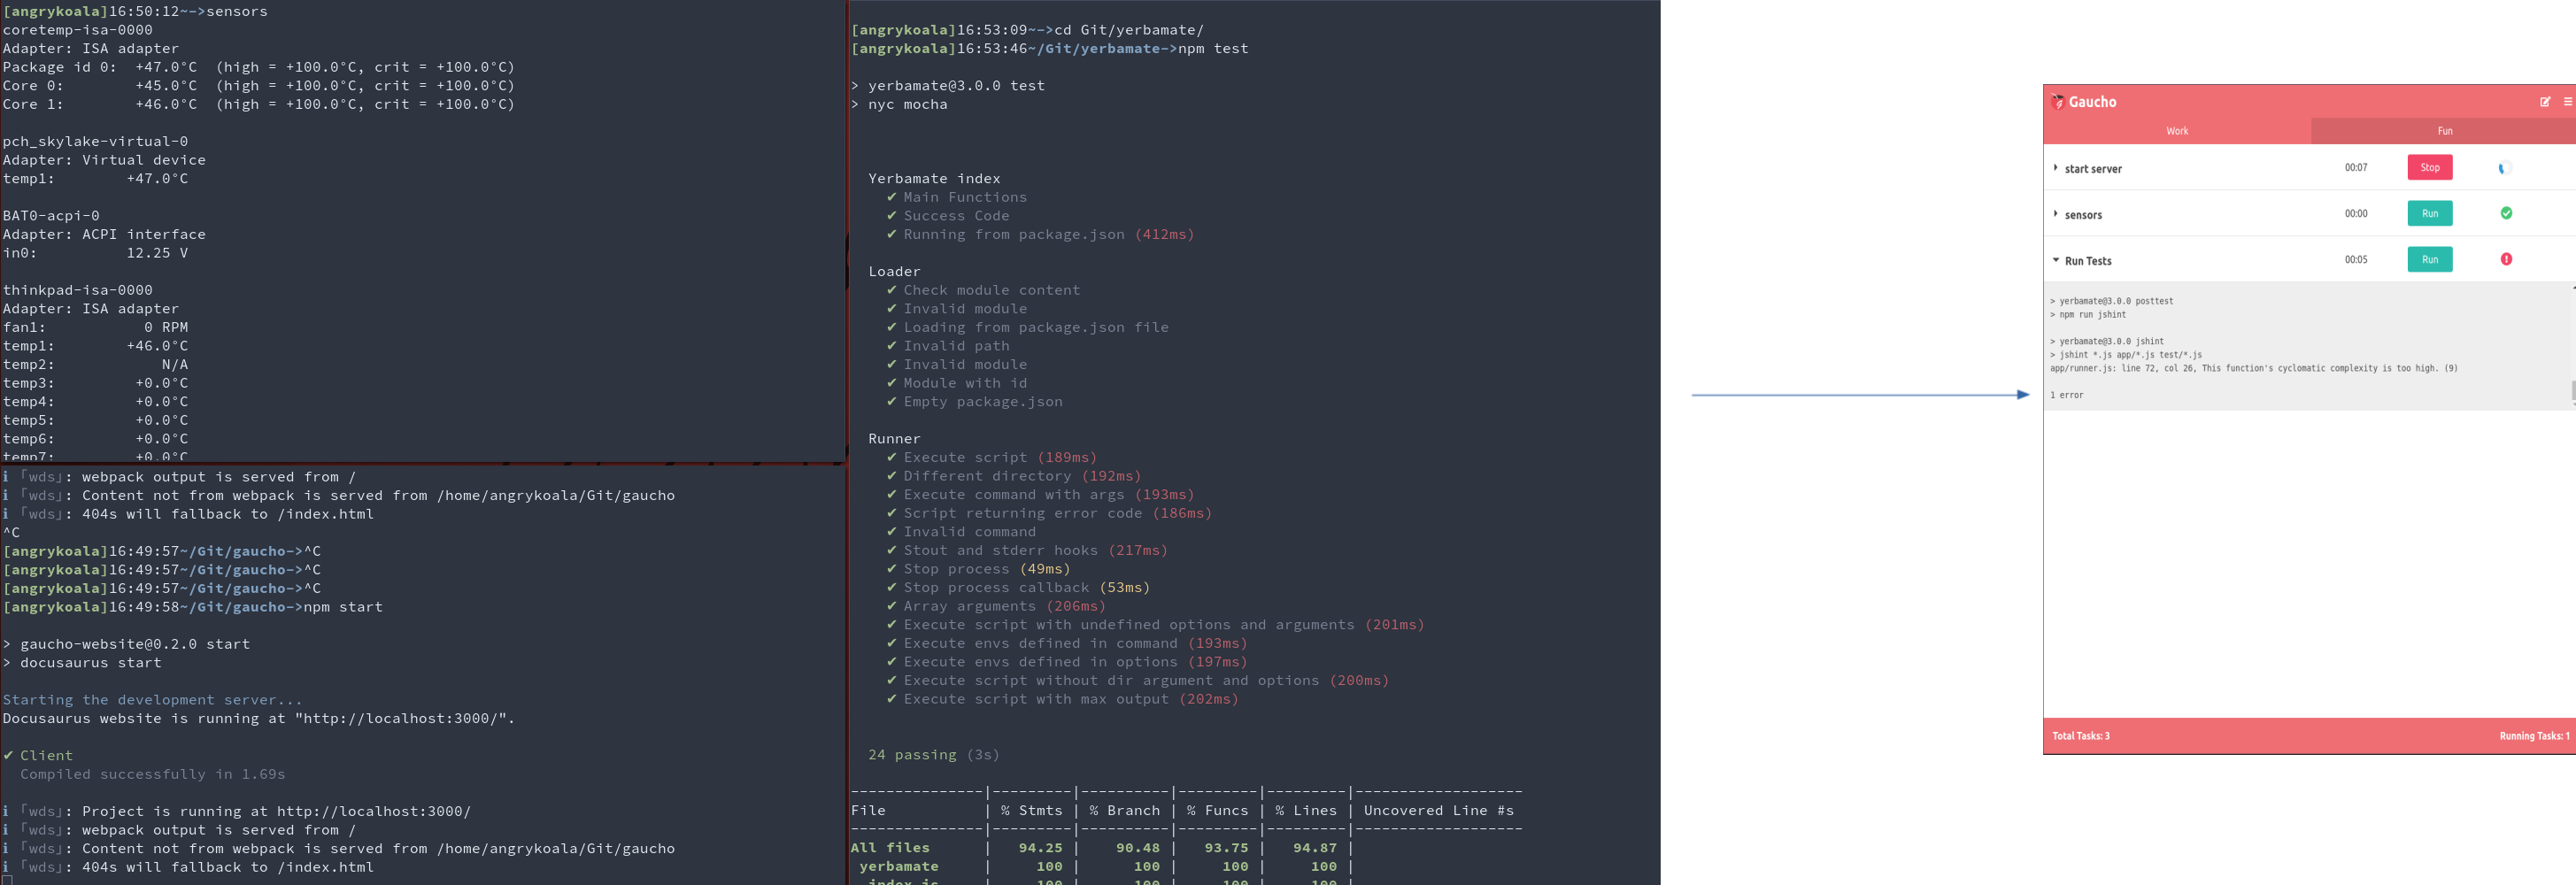 [angrykoala]16:50:12~->sensors
coretemp-isa-0000
Adapter: ISA adapter
Package id 0:  +47.0°C  (high = +100.0°C, crit = +100.0°C)
Core 0:        +45.0°C  (high = +100.0°C, crit = +100.0°C)
Core 1:        +46.0°C  (high = +100.0°C, crit = +100.0°C)
pch_skylake-virtual-0
Adapter: Virtual device
temp1:        +47.0°C
BAT0-acpi-0
Adapter: ACPI interface
in0:          12.25 V
thinkpad-isa-0000
Adapter: ISA adapter
fan1:           0 RPM
temp1:        +46.0°C
temp2:            N/A
temp3:         +0.0°C
temp4:         +0.0°C
temp5:         +0.0°C
temp6:         +0.0°C
temp7:         +0.0°C
i ｢wds｣: webpack output is served from /
i ｢wds｣: Content not from webpack is served from /home/angrykoala/Git/gaucho
i ｢wds｣: 404s will fallback to /index.html
^C
[angrykoala]16:49:57~/Git/gaucho->^C
[angrykoala]16:49:57~/Git/gaucho->^C
[angrykoala]16:49:57~/Git/gaucho->^C
[angrykoala]16:49:58~/Git/gaucho->npm start
> gaucho-website@0.2.0 start
> docusaurus start
Starting the development server...
Docusaurus website is running at "http://localhost:3000/".
✔ Client
Compiled successfully in 1.69s
i ｢wds｣: Project is running at http://localhost:3000/
i ｢wds｣: webpack output is served from /
i ｢wds｣: Content not from webpack is served from /home/angrykoala/Git/gaucho
i ｢wds｣: 404s will fallback to /index.html
[angrykoala]16:53:09~->cd Git/yerbamate/
[angrykoala]16:53:46~/Git/yerbamate->npm test
> yerbamate@3.0.0 test
> nyc mocha
Yerbamate index
✔ Main Functions
✔ Success Code
✔ Running from package.json (412ms)
Loader
✔ Check module content
✔ Invalid module
✔ Loading from package.json file
✔ Invalid path
✔ Invalid module
✔ Module with id
✔ Empty package.json
Runner
✔ Execute script (189ms)
✔ Different directory (192ms)
✔ Execute command with args (193ms)
✔ Script returning error code (186ms)
✔ Invalid command
✔ Stout and stderr hooks (217ms)
✔ Stop process (49ms)
✔ Stop process callback (53ms)
✔ Array arguments (206ms)
✔ Execute script with undefined options and arguments (201ms)
✔ Execute envs defined in command (193ms)
✔ Execute envs defined in options (197ms)
✔ Execute script without dir argument and options (200ms)
✔ Execute script with max output (202ms)
24 passing (3s)
---------------|---------|----------|---------|---------|-------------------
File           | % Stmts | % Branch | % Funcs | % Lines | Uncovered Line #s
---------------|---------|----------|---------|---------|-------------------
All files      |   94.25 |    90.48 |   93.75 |   94.87 |
yerbamate     |     100 |      100 |     100 |     100 |
index.js     |     100 |      100 |     100 |     100 |
Gaucho
Work Fun
start server 00:07 Stop
sensors 00:00 Run
Run Tests 00:05 Run
> yerbamate@3.0.0 posttest
> npm run jshint
> yerbamate@3.0.0 jshint
> jshint *.js app/*.js test/*.js
app/runner.js: line 72, col 26, This function's cyclomatic complexity is too high. (9)
1 error
Total Tasks: 3 Running Tasks: 1